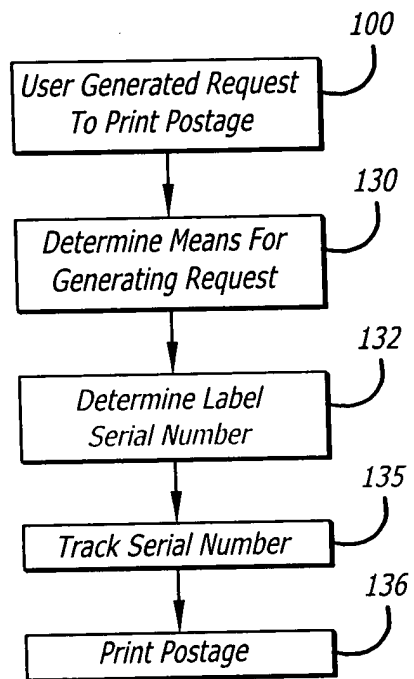 100
User Generated Request
To Print Postage
130
Determine Means For
Generating Request
132
Determine Label
Serial Number
135
Track Serial Number
136
Print Postage